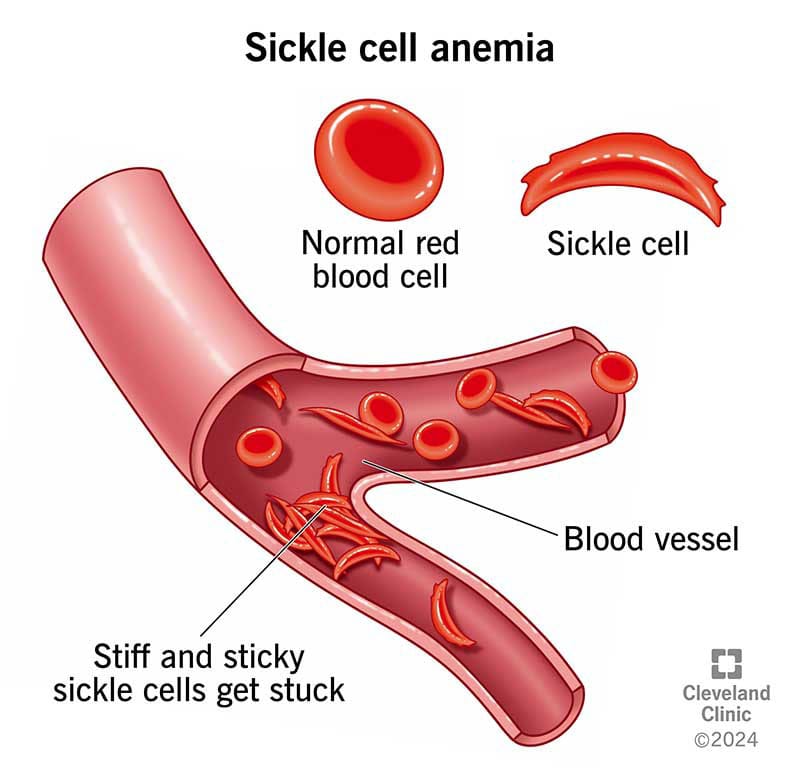 Sickle cell anemia
Normal red
blood cell
Sickle cell
Blood vessel
Stiff and sticky
sickle cells get stuck
Cleveland
Clinic
©2024